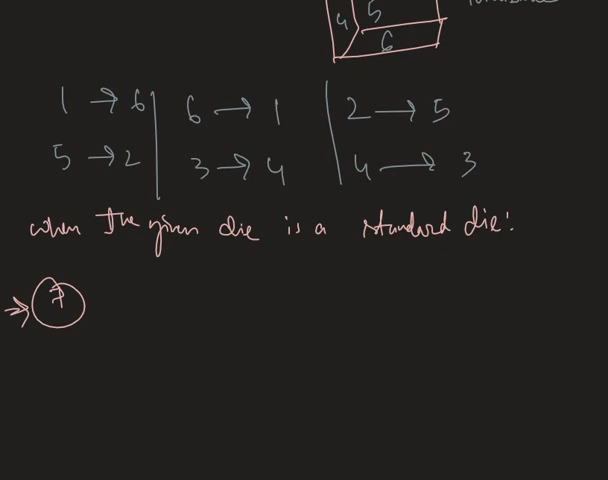 4 5
6
1 → 6 6 → 1 2 → 5
5 → 2 3 → 4 4 → 3
when the given die is a standard die:
⇒ 7